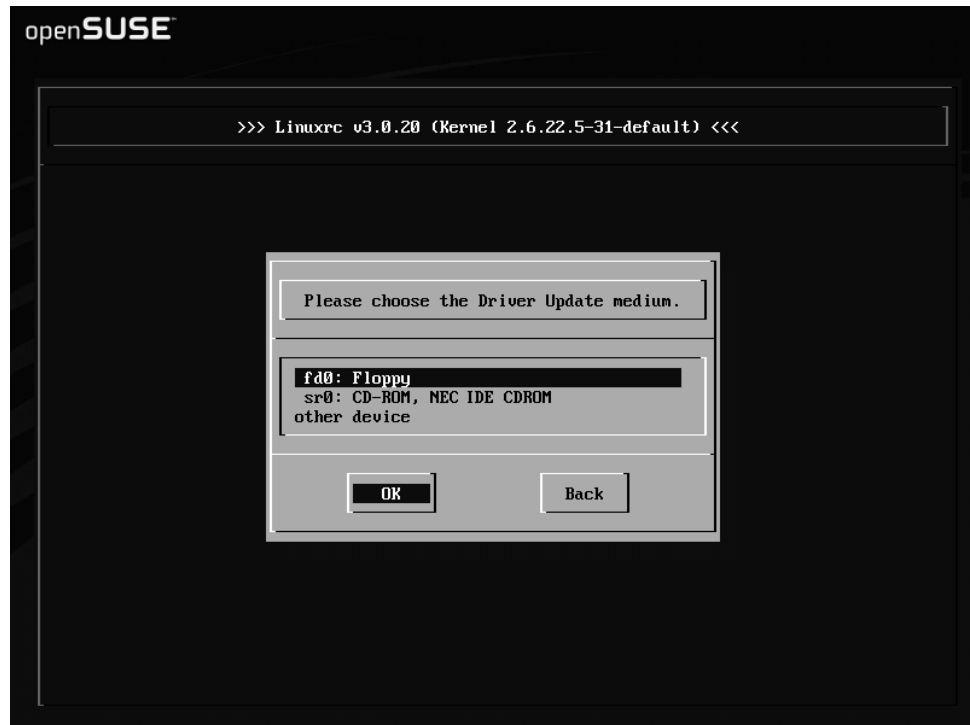 openSUSE™
>>> Linuxrc v3.0.20 (Kernel 2.6.22.5-31-default) <<<
Please choose the Driver Update medium.
fd0: Floppy
sr0: CD-ROM, NEC IDE CDROM
other device
OK Back